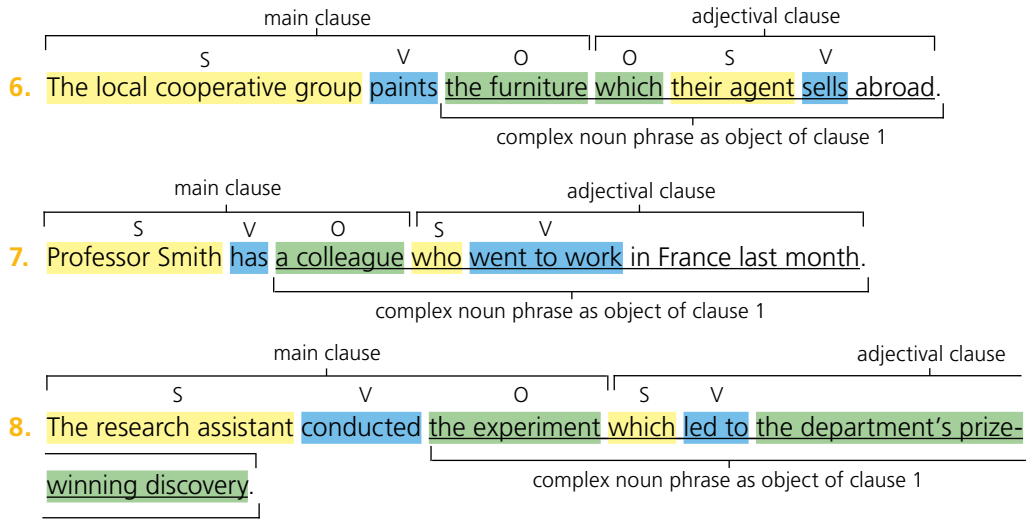 main clause adjectival clause
S V O O S V
6. The local cooperative group paints the furniture which their agent sells abroad.
complex noun phrase as object of clause 1
main clause adjectival clause
S V O S V
7. Professor Smith has a colleague who went to work in France last month.
complex noun phrase as object of clause 1
main clause adjectival clause
S V O S V
8. The research assistant conducted the experiment which led to the department’s prize-
winning discovery.
complex noun phrase as object of clause 1